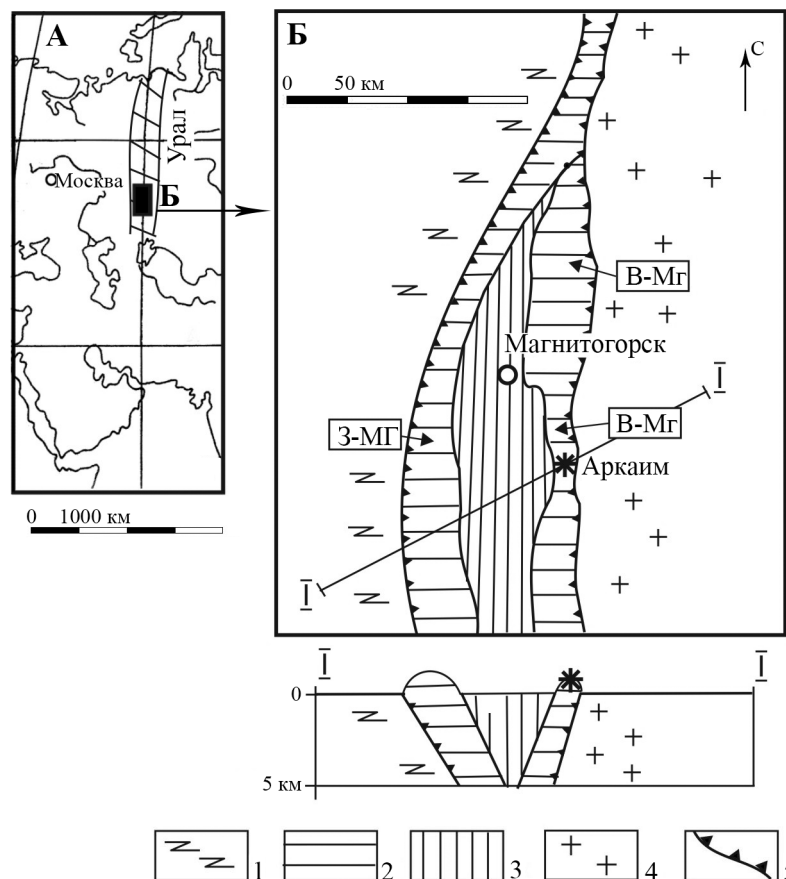 А
Урал
Москва
Б
0 1000 км
Б
С
0 50 км
В-Мг
Магнитогорск
I
З-МГ
В-Мг
Аркаим
I
I
I
0
5 км
1
2
3
4